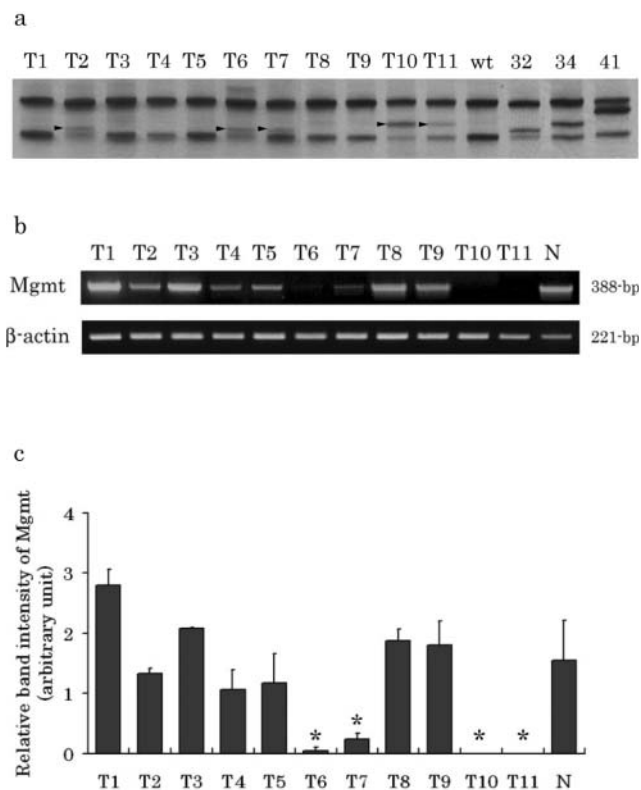 a
T1 T2 T3 T4 T5 T6 T7 T8 T9 T10 T11 wt 32 34 41
b
T1 T2 T3 T4 T5 T6 T7 T8 T9 T10 T11 N
Mgmt 388-bp
β-actin 221-bp
c
Relative band intensity of Mgmt
(arbitrary unit)
4
3
2
1
0
* * * *
T1 T2 T3 T4 T5 T6 T7 T8 T9 T10 T11 N